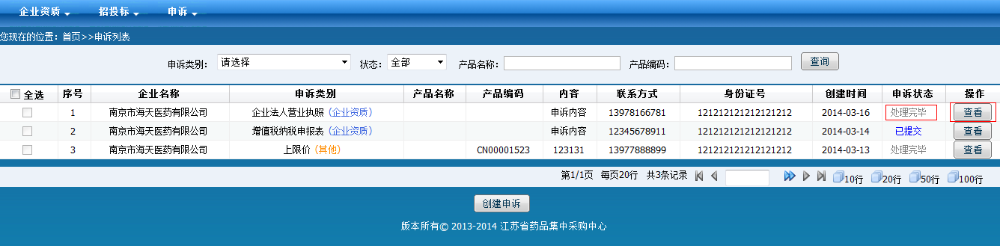 企业资质 招投标 申诉
您现在的位置：首页>>申诉列表
申诉类别： 请选择 状态： 全部 产品名称： 产品编码： 查询
全选 序号 企业名称 申诉类别 产品名称 产品编码 内容 联系方式 身份证号 创建时间 申诉状态 操作
1 南京市海天医药有限公司 企业法人营业执照（企业资质） 申诉内容 13978166781 121212121212121212 2014-03-16 处理完毕 查看
2 南京市海天医药有限公司 增值税纳税申报表（企业资质） 申诉内容 12345678911 121212121212121212 2014-03-14 已提交 查看
3 南京市海天医药有限公司 上限价（其他） CN00001523 123131 13977888899 121212121212121212 2014-03-13 处理完毕 查看
第1/1页 每页20行 共3条记录 10行 20行 50行 100行
创建申诉
版本所有© 2013-2014 江苏省药品集中采购中心